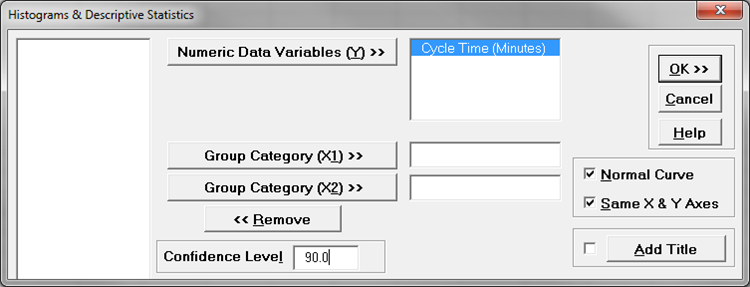 Histograms & Descriptive Statistics
Numeric Data Variables (Y) >>
Cycle Time (Minutes)
OK >>
Cancel
Help
Group Category (X1) >>
Group Category (X2) >>
<< Remove
Normal Curve
Same X & Y Axes
Confidence Level
90.0
Add Title